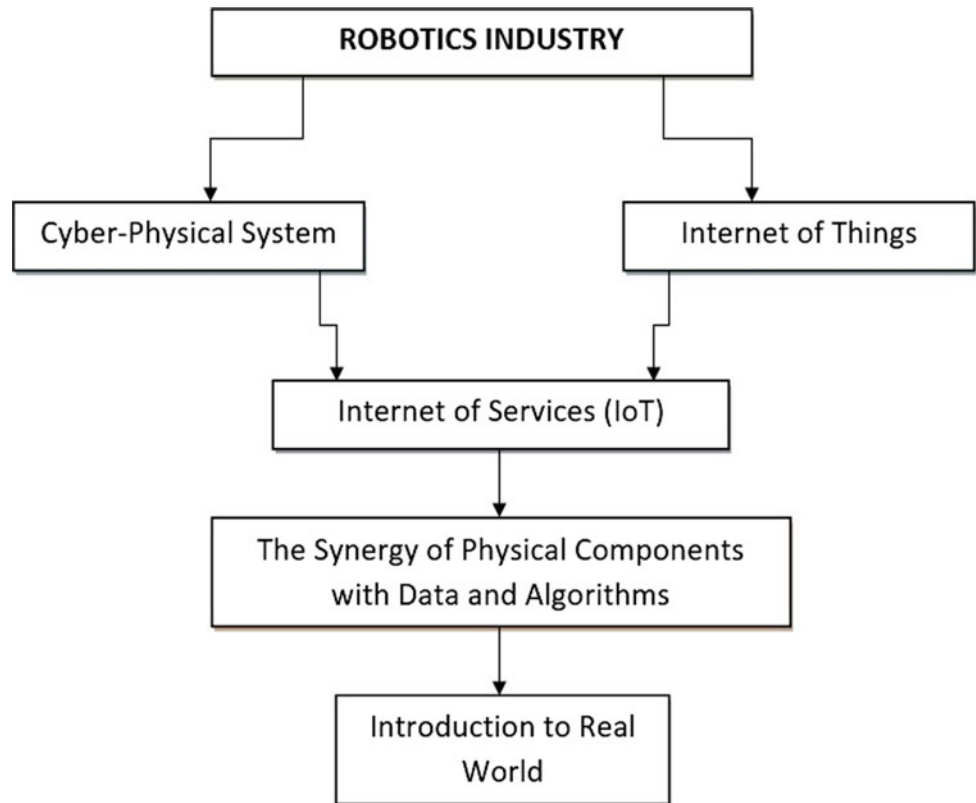 ROBOTICS INDUSTRY
Cyber-Physical System
Internet of Things
Internet of Services (IoT)
The Synergy of Physical Components
with Data and Algorithms
Introduction to Real
World